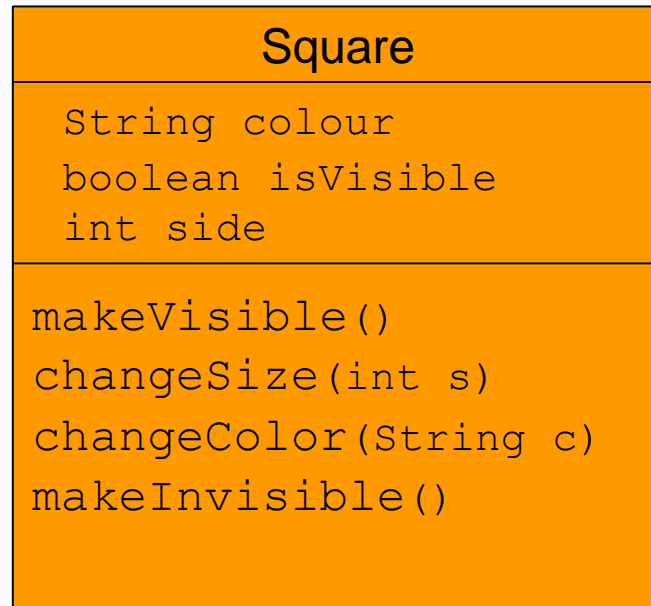 Square
String colour
boolean isVisible
int side
makeVisible()
changeSize(int s)
changeColor(String c)
makeInvisible()